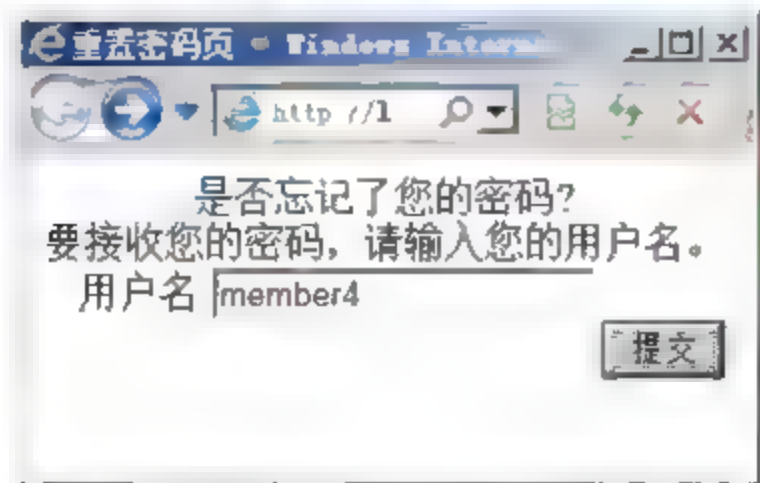 重置密码页 -
http //1
是否忘记了您的密码?
要接收您的密码，请输入您的用户名。
用户名 member4
提交